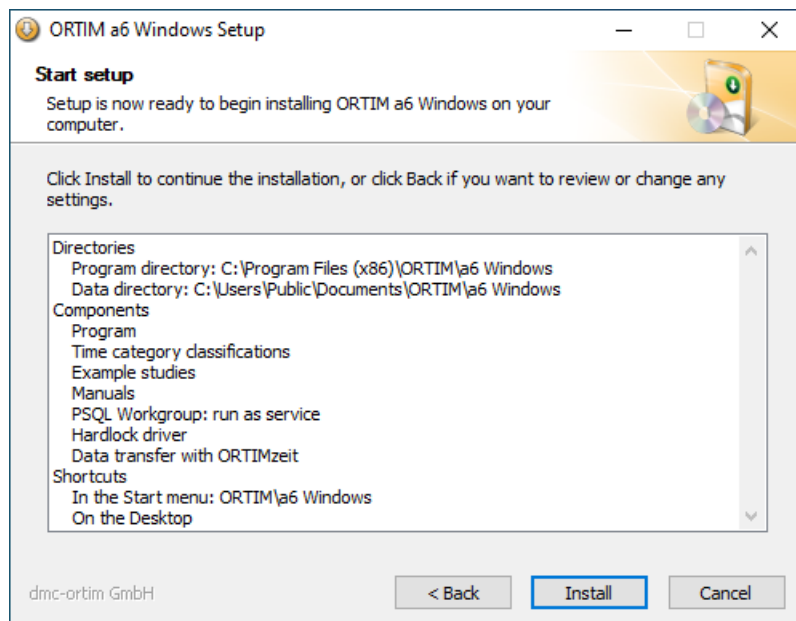 ORTIM a6 Windows Setup
Start setup
Setup is now ready to begin installing ORTIM a6 Windows on your
computer.
Click Install to continue the installation, or click Back if you want to review or change any
settings.
Directories
Program directory: C:\Program Files (x86)\ORTIM\a6 Windows
Data directory: C:\Users\Public\Documents\ORTIM\a6 Windows
Components
Program
Time category classifications
Example studies
Manuals
PSQL Workgroup: run as service
Hardlock driver
Data transfer with ORTIMzeit
Shortcuts
In the Start menu: ORTIM\a6 Windows
On the Desktop
dmc-ortim GmbH
< Back
Install
Cancel